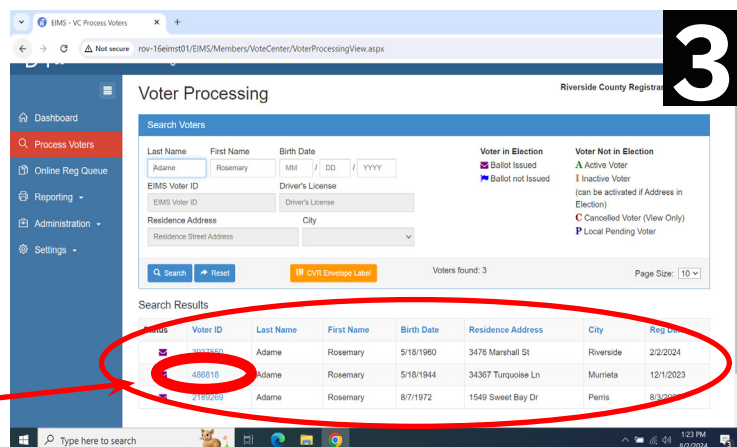 EIMS - VC Process Voters
3
Not secure rov-16eimst01/EIMS/Members/VoteCenter/VoterProcessingView.aspx
Voter Processing
Riverside County Registrar
Dashboard
Process Voters
Online Reg Queue
Reporting
Administration
Settings
Search Voters
Last Name First Name Birth Date
Adame Rosemary MM / DD / YYYY
EIMS Voter ID Driver's License
EIMS Voter ID Driver's License
Residence Address City
Residence Street Address
Voter in Election
Ballot Issued
Ballot not Issued
Voter Not in Election
A Active Voter
I Inactive Voter
(can be activated if Address in
Election)
C Cancelled Voter (View Only)
P Local Pending Voter
Search Reset CVR Envelope Label Voters found: 3 Page Size: 10
Search Results
Status Voter ID Last Name First Name Birth Date Residence Address City Reg Date
Adame Rosemary 5/18/1960 3476 Marshall St Riverside 2/2/2024
486818 Adame Rosemary 5/18/1944 34367 Turquoise Ln Murrieta 12/1/2023
2189269 Adame Rosemary 8/7/1972 1549 Sweet Bay Dr Perris
Type here to search
1:23 PM
8/2/2024
3